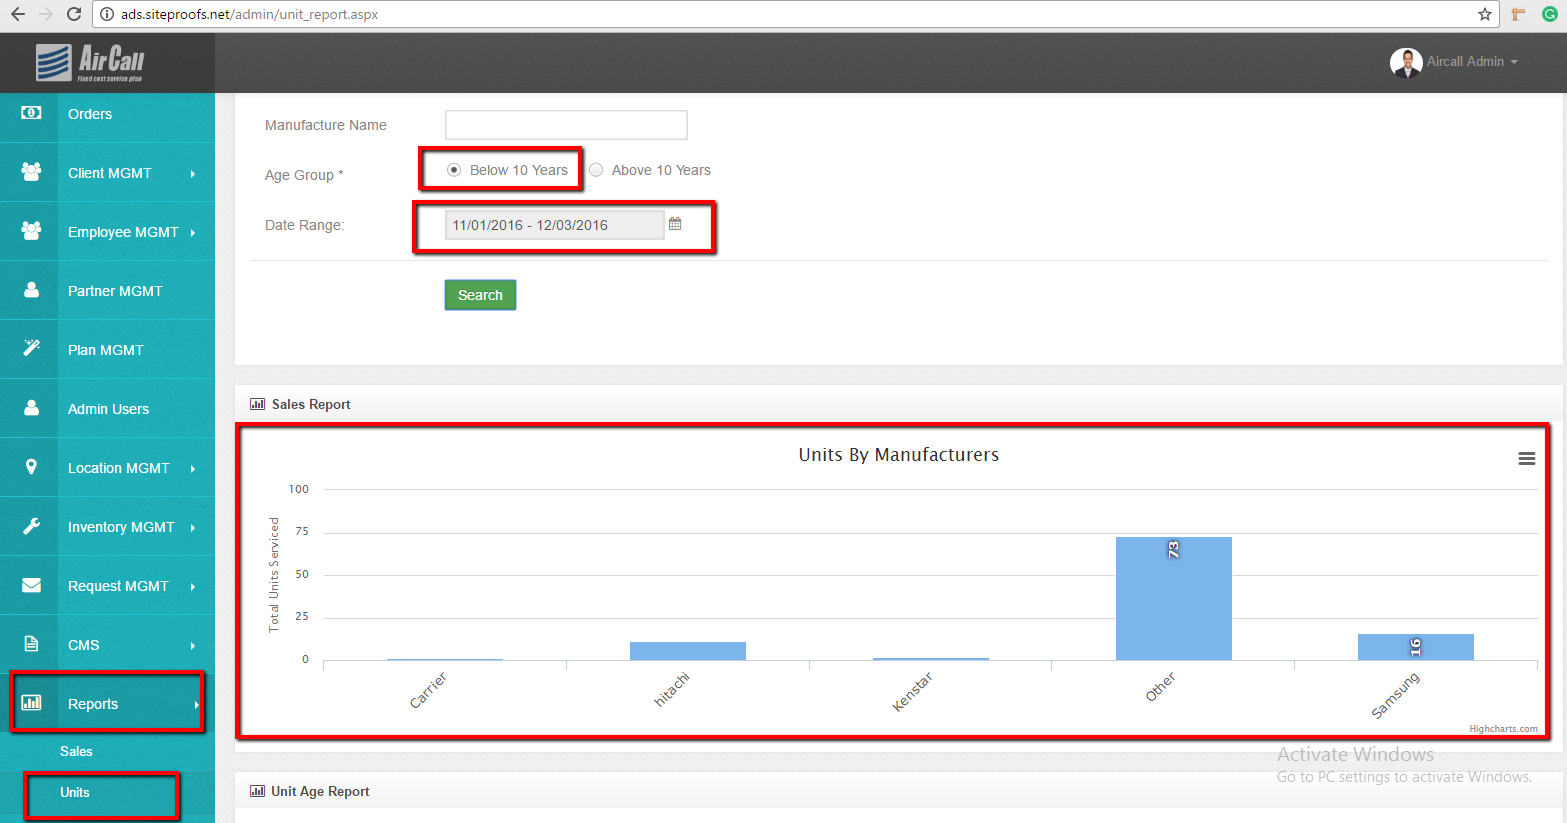 ads.siteproofs.net/admin/unit_report.aspx
AirCall
Fixed cost service plan
Aircall Admin
Orders
Client MGMT
Employee MGMT
Partner MGMT
Plan MGMT
Admin Users
Location MGMT
Inventory MGMT
Request MGMT
CMS
Reports
Sales
Units
Manufacture Name
Age Group * Below 10 Years Above 10 Years
Date Range: 11/01/2016 - 12/03/2016
Search
Sales Report
Units By Manufacturers
Total Units Serviced
100
75
50
25
0
73
16
Carrier hitachi Kenstar Other Samsung
Highcharts.com
Activate Windows
Go to PC settings to activate Windows.
Unit Age Report